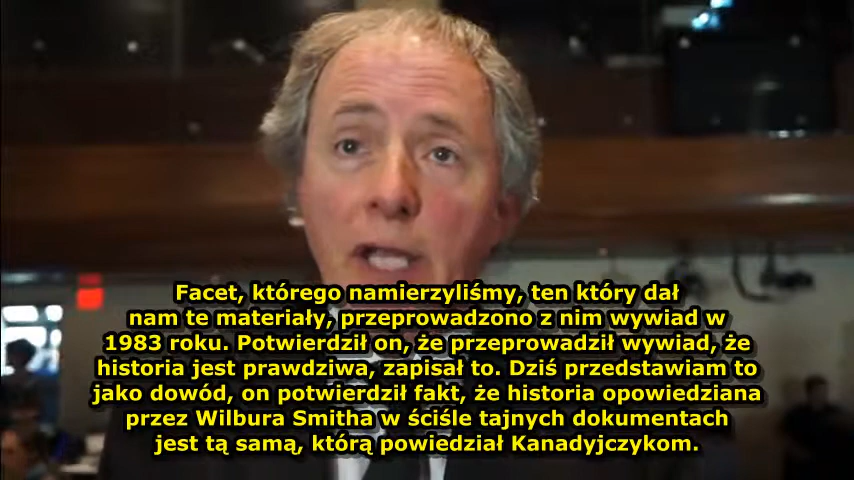 Facet, którego namierzyliśmy, ten który dał
nam te materiały, przeprowadzono z nim wywiad w
1983 roku. Potwierdził on, że przeprowadził wywiad, że
historia jest prawdziwa, zapisał to. Dziś przedstawiam to
jako dowód, on potwierdził fakt, że historia opowiedziana
przez Wilbura Smitha w ściśle tajnych dokumentach
jest tą samą, którą powiedział Kanadyjczykom.